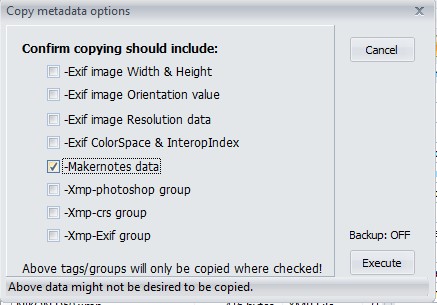 Copy metadata options
Confirm copying should include:
Cancel
-Exif image Width & Height
-Exif image Orientation value
-Exif image Resolution data
-Exif ColorSpace & InteropIndex
-Makernotes data
-Xmp-photoshop group
-Xmp-crs group
-Xmp-Exif group
Backup: OFF
Execute
Above tags/groups will only be copied where checked!
Above data might not be desired to be copied.